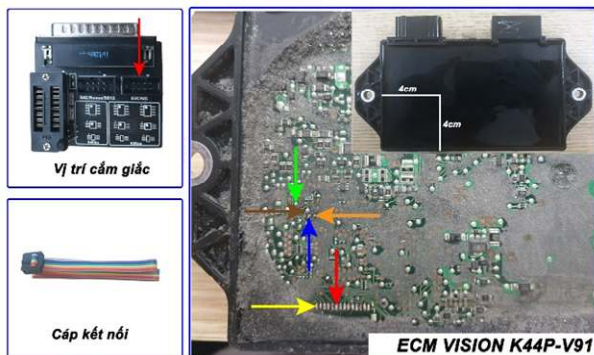 Vị trí cắm giắc
Cáp kết nối
4cm
4cm
ECM VISION K44P-V91